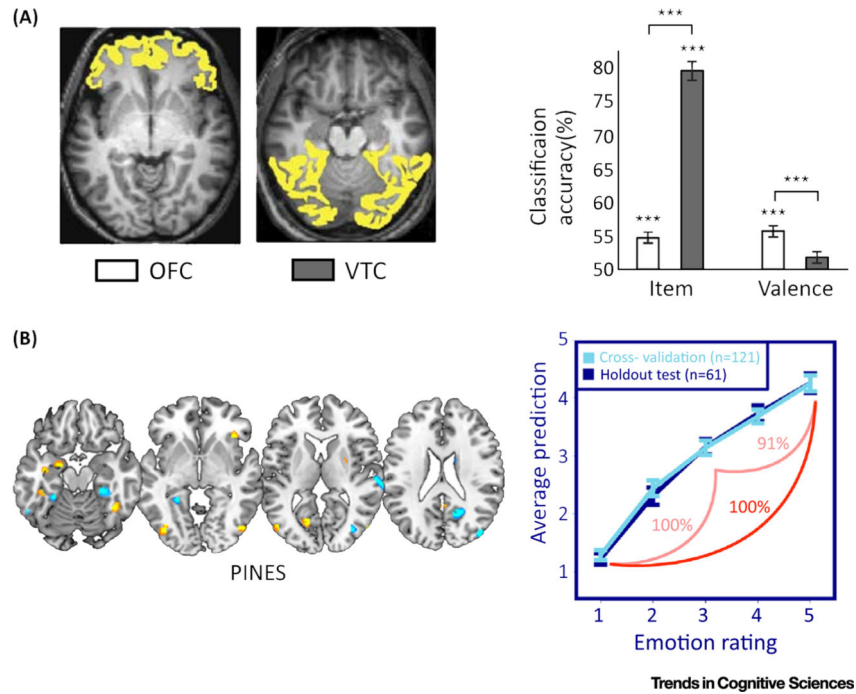 (A)
OFC
VTC
Classificaion
accuracy(%)
80
75
70
65
60
55
50
***
***
***
***
***
Item
Valence
(B)
PINES
Average prediction
5
4
3
2
1
Cross- validation (n=121)
Holdout test (n=61)
91%
100%
100%
1 2 3 4 5
Emotion rating
Trends in Cognitive Sciences